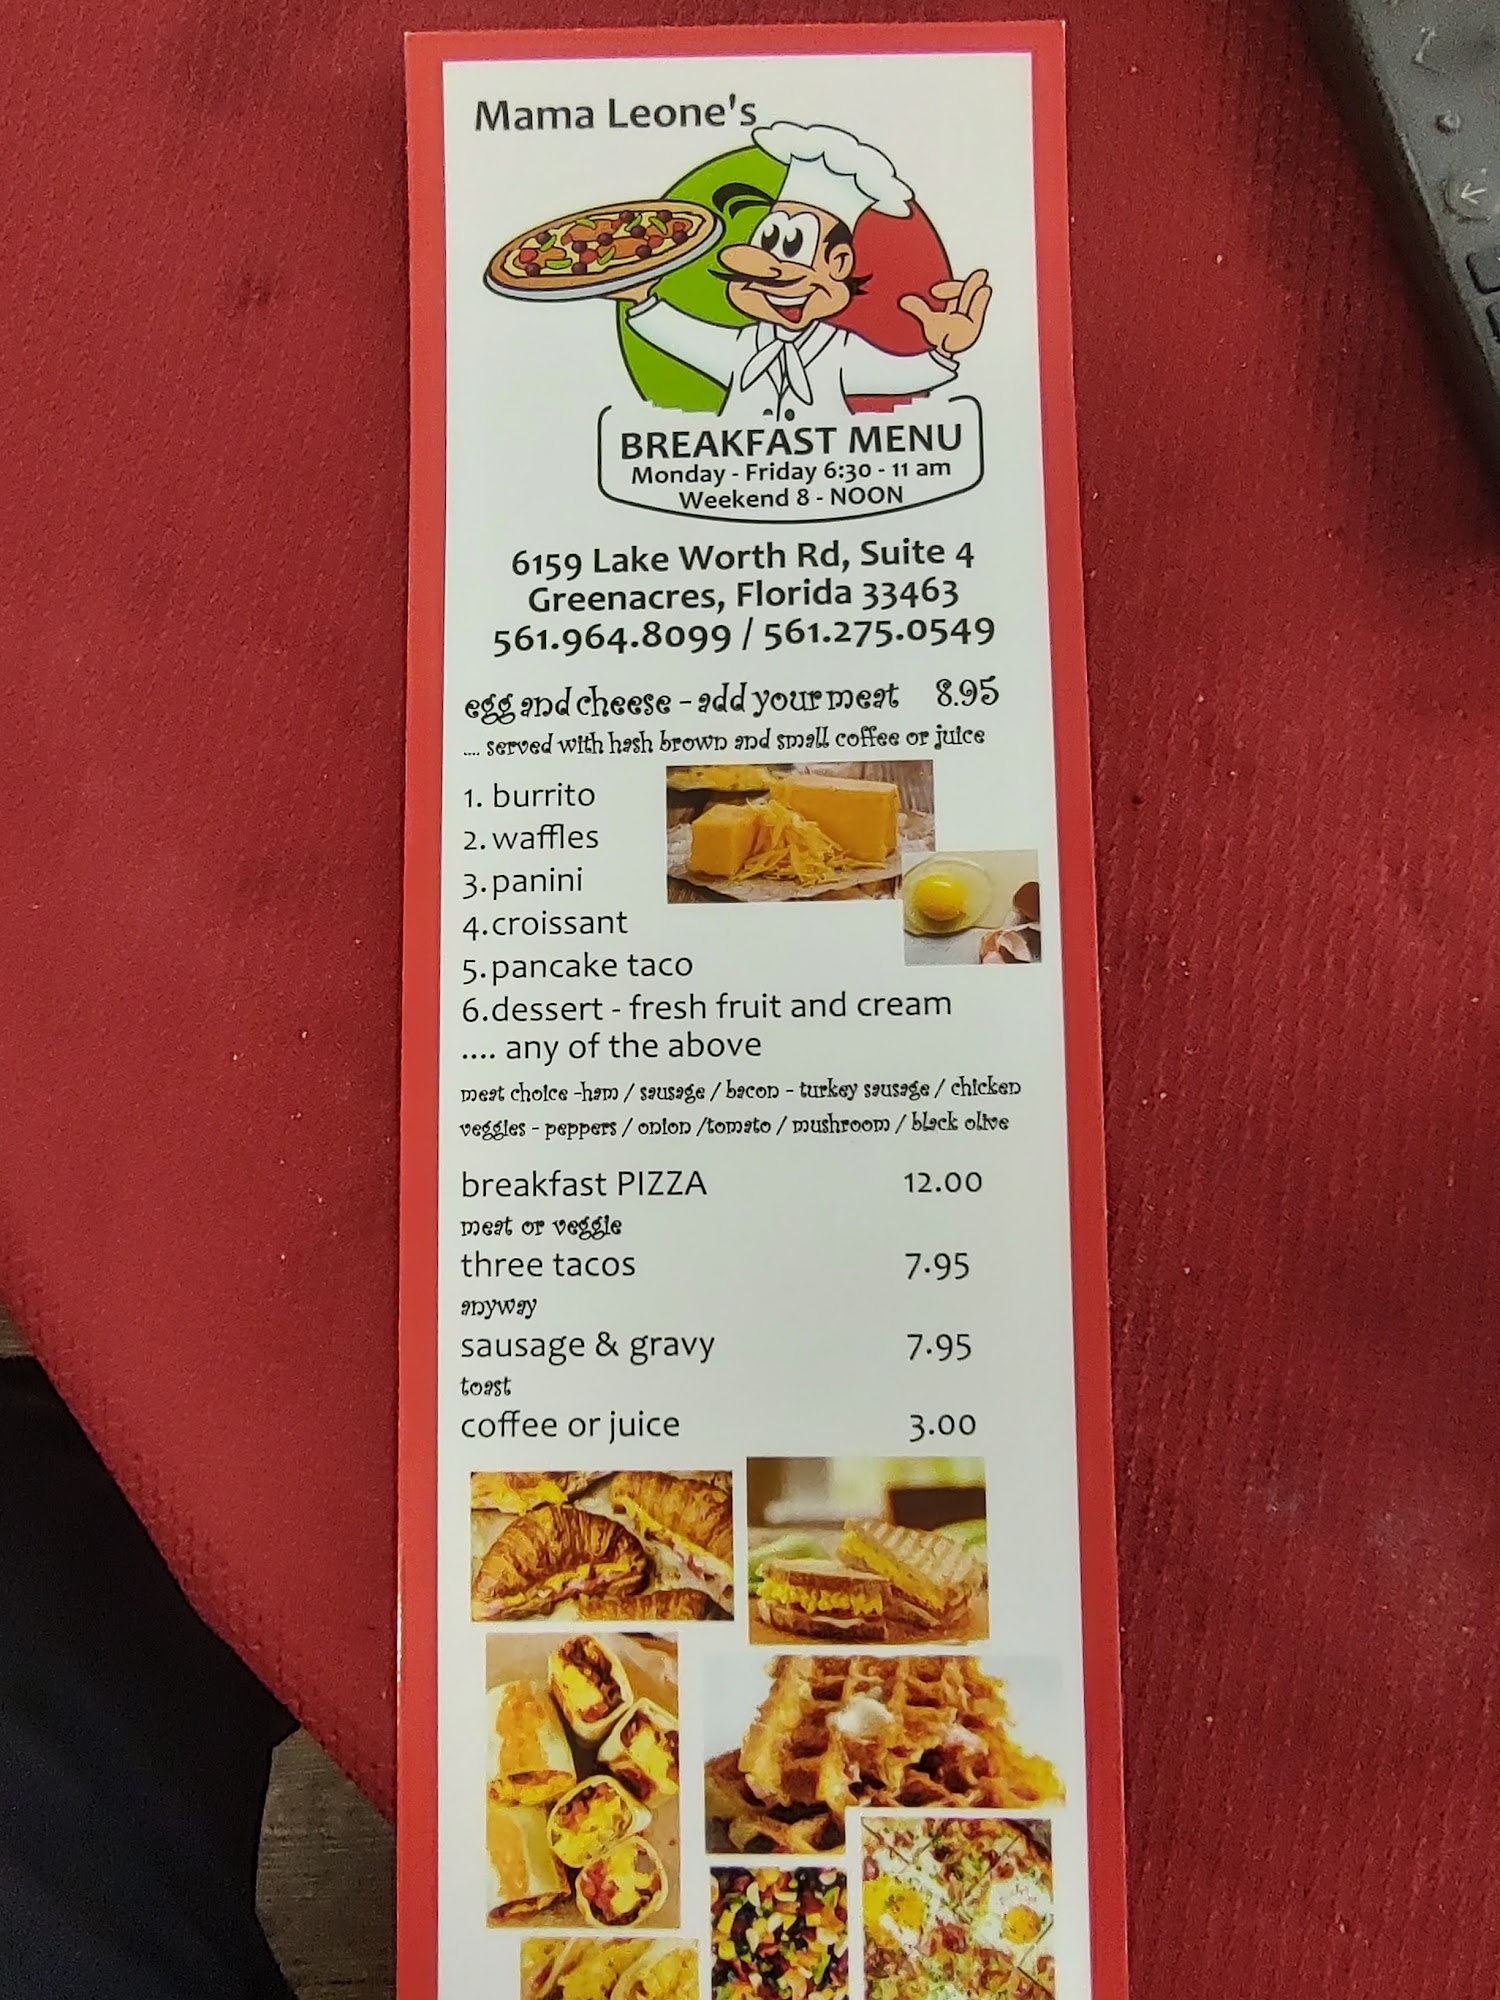 Mama Leone's
BREAKFAST MENU
Monday - Friday 6:30 - 11 am
Weekend 8 - NOON
6159 Lake Worth Rd, Suite 4
Greenacres, Florida 33463
561.964.8099 / 561.275.0549
egg and cheese - add your meat 8.95
.... served with hash brown and small coffee or juice
1. burrito
2. waffles
3. panini
4. croissant
5. pancake taco
6. dessert - fresh fruit and cream
.... any of the above
meat choice -ham / sausage / bacon - turkey sausage / chicken
veggies - peppers / onion /tomato / mushroom / black olive
breakfast PIZZA 12.00
meat or veggie
three tacos 7.95
anyway
sausage & gravy 7.95
toast
coffee or juice 3.00